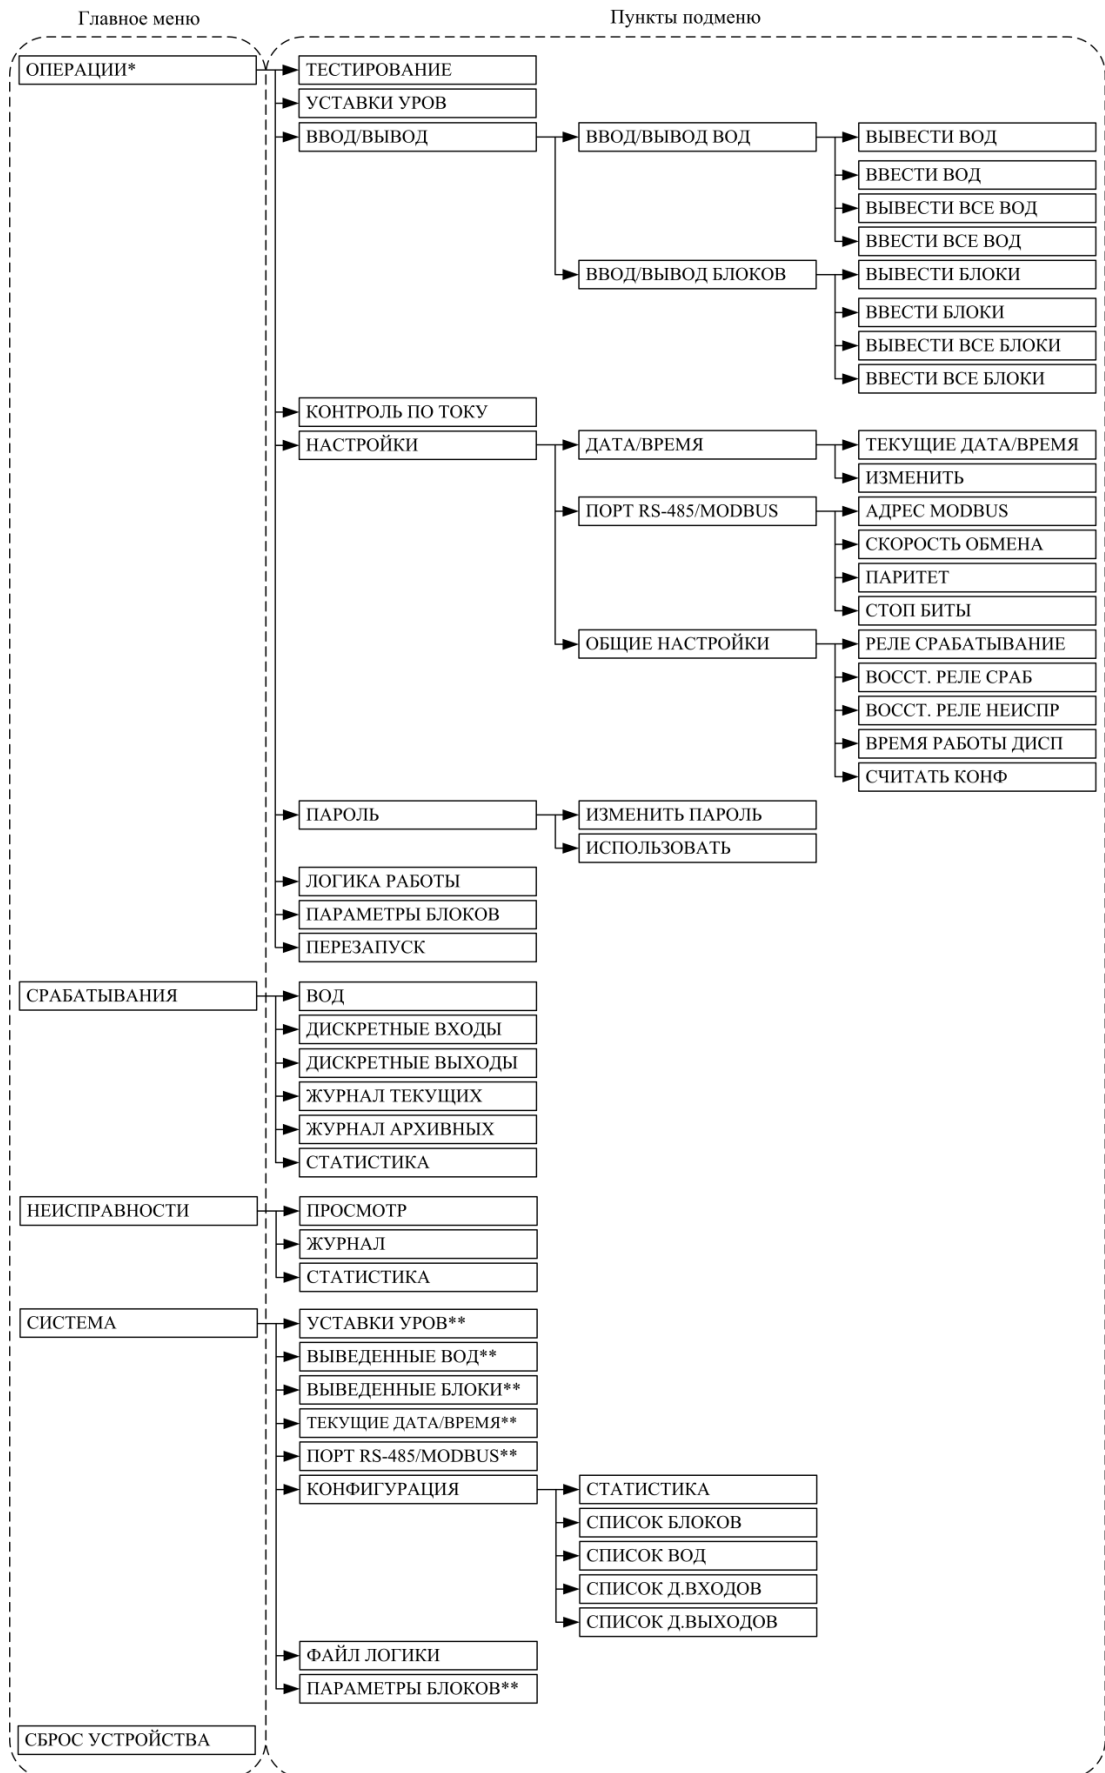 Главное меню
Пункты подменю
ОПЕРАЦИИ*
ТЕСТИРОВАНИЕ
УСТАВКИ УРОВ
ВВОД/ВЫВОД
ВВОД/ВЫВОД ВОД
ВЫВЕСТИ ВОД
ВВЕСТИ ВОД
ВЫВЕСТИ ВСЕ ВОД
ВВЕСТИ ВСЕ ВОД
ВВОД/ВЫВОД БЛОКОВ
ВЫВЕСТИ БЛОКИ
ВВЕСТИ БЛОКИ
ВЫВЕСТИ ВСЕ БЛОКИ
ВВЕСТИ ВСЕ БЛОКИ
КОНТРОЛЬ ПО ТОКУ
НАСТРОЙКИ
ДАТА/ВРЕМЯ
ТЕКУЩИЕ ДАТА/ВРЕМЯ
ИЗМЕНИТЬ
ПОРТ RS-485/MODBUS
АДРЕС MODBUS
СКОРОСТЬ ОБМЕНА
ПАРИТЕТ
СТОП БИТЫ
ОБЩИЕ НАСТРОЙКИ
РЕЛЕ СРАБАТЫВАНИЕ
ВОССТ. РЕЛЕ СРАБ
ВОССТ. РЕЛЕ НЕИСПР
ВРЕМЯ РАБОТЫ ДИСП
СЧИТАТЬ КОНФ
ПАРОЛЬ
ИЗМЕНИТЬ ПАРОЛЬ
ИСПОЛЬЗОВАТЬ
ЛОГИКА РАБОТЫ
ПАРАМЕТРЫ БЛОКОВ
ПЕРЕЗАПУСК
СРАБАТЫВАНИЯ
ВОД
ДИСКРЕТНЫЕ ВХОДЫ
ДИСКРЕТНЫЕ ВЫХОДЫ
ЖУРНАЛ ТЕКУЩИХ
ЖУРНАЛ АРХИВНЫХ
СТАТИСТИКА
НЕИСПРАВНОСТИ
ПРОСМОТР
ЖУРНАЛ
СТАТИСТИКА
СИСТЕМА
УСТАВКИ УРОВ**
ВЫВЕДЕННЫЕ ВОД**
ВЫВЕДЕННЫЕ БЛОКИ**
ТЕКУЩИЕ ДАТА/ВРЕМЯ**
ПОРТ RS-485/MODBUS**
КОНФИГУРАЦИЯ
СТАТИСТИКА
СПИСОК БЛОКОВ
СПИСОК ВОД
СПИСОК Д.ВХОДОВ
СПИСОК Д.ВЫХОДОВ
ФАЙЛ ЛОГИКИ
ПАРАМЕТРЫ БЛОКОВ**
СБРОС УСТРОЙСТВА